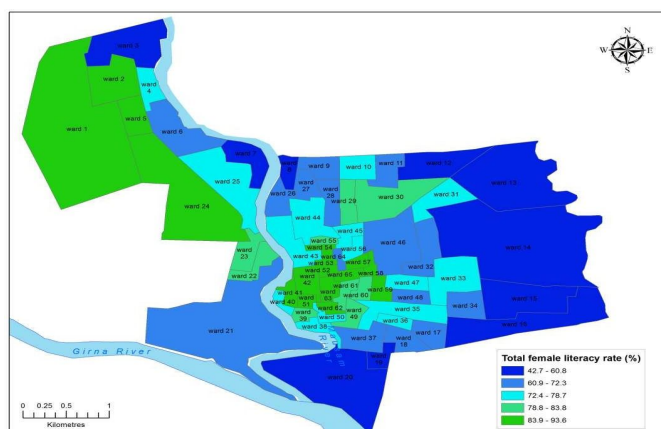 N
W E
S
ward 3
ward 2
ward 4
ward 1
ward 5
ward 6
ward 7
ward 9
ward 10
ward 11
ward 12
ward 13
ward 25
ward 26
ward 27
ward 28
ward 29
ward 30
ward 31
ward 24
ward 44
ward 45
ward 46
ward 14
ward 23
ward 55
ward 54
ward 56
ward 43
ward 64
ward 53
ward 57
ward 32
ward 22
ward 52
ward 42
ward 65
ward 58
ward 33
ward 47
ward 41
ward 61
ward 59
ward 40
ward 51
ward 63
ward 60
ward 48
ward 34
ward 15
ward 21
ward 62
ward 39
ward 50
ward 49
ward 35
ward 36
ward 38
ward 37
ward 17
ward 18
ward 20
Girna River
River
Total female literacy rate (%)
42.7 - 60.8
60.9 - 72.3
72.4 - 78.7
78.8 - 83.8
83.9 - 93.6
0 0.25 0.5 1
Kilometres